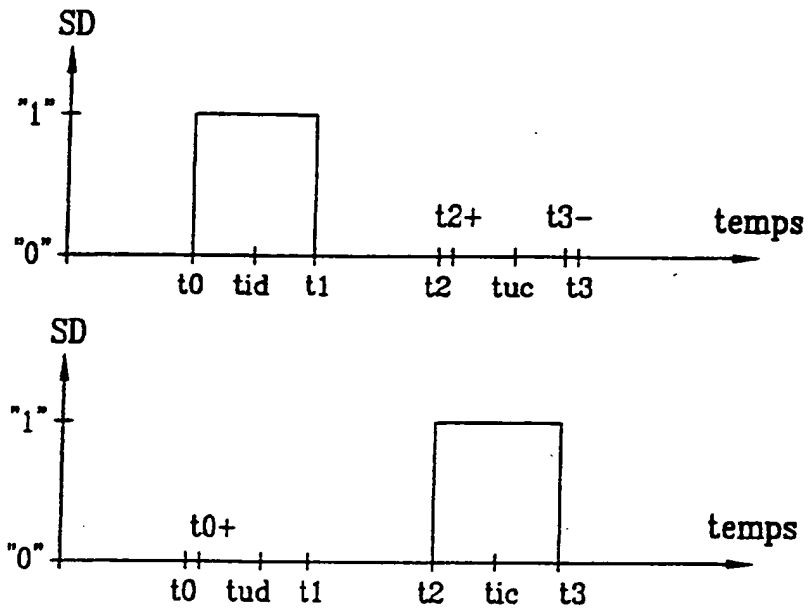 SD
"1"
t2+ t3- temps
"0"
t0 tid t1 t2 tuc t3
SD
"1"
t0+ temps
"0"
t0 tud t1 t2 tic t3